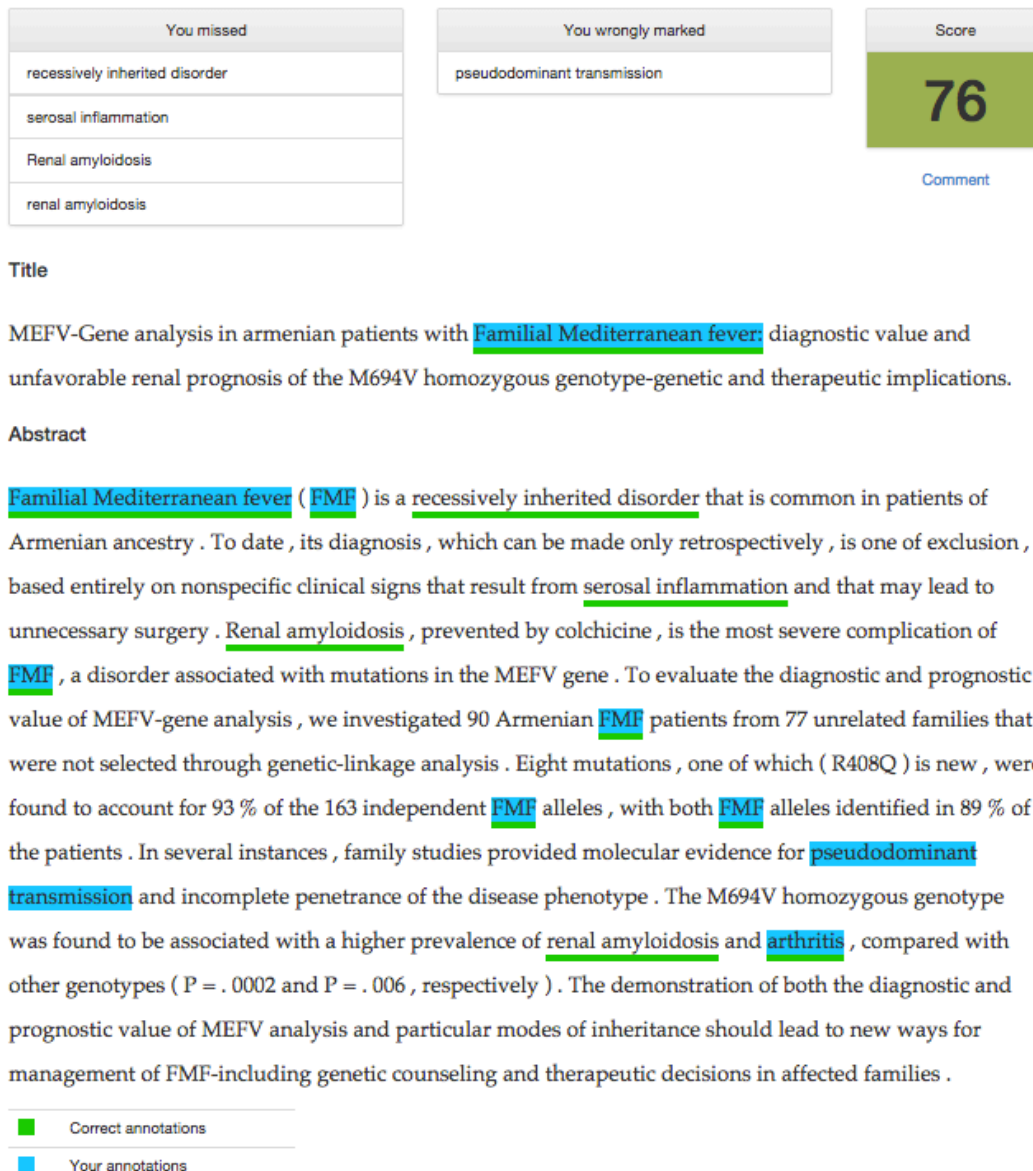 You missed
recessively inherited disorder
serosal inflammation
Renal amyloidosis
renal amyloidosis
You wrongly marked
pseudodominant transmission
Score
76
Comment
Title
MEFV-Gene analysis in armenian patients with Familial Mediterranean fever: diagnostic value and
unfavorable renal prognosis of the M694V homozygous genotype-genetic and therapeutic implications.
Abstract
Familial Mediterranean fever ( FMF ) is a recessively inherited disorder that is common in patients of
Armenian ancestry . To date , its diagnosis , which can be made only retrospectively , is one of exclusion ,
based entirely on nonspecific clinical signs that result from serosal inflammation and that may lead to
unnecessary surgery . Renal amyloidosis , prevented by colchicine , is the most severe complication of
FMF , a disorder associated with mutations in the MEFV gene . To evaluate the diagnostic and prognostic
value of MEFV-gene analysis , we investigated 90 Armenian FMF patients from 77 unrelated families that
were not selected through genetic-linkage analysis . Eight mutations , one of which ( R408Q ) is new , were
found to account for 93 % of the 163 independent FMF alleles , with both FMF alleles identified in 89 % of
the patients . In several instances , family studies provided molecular evidence for pseudodominant
transmission and incomplete penetrance of the disease phenotype . The M694V homozygous genotype
was found to be associated with a higher prevalence of renal amyloidosis and arthritis , compared with
other genotypes ( P = . 0002 and P = . 006 , respectively ) . The demonstration of both the diagnostic and
prognostic value of MEFV analysis and particular modes of inheritance should lead to new ways for
management of FMF-including genetic counseling and therapeutic decisions in affected families .
Correct annotations
Your annotations